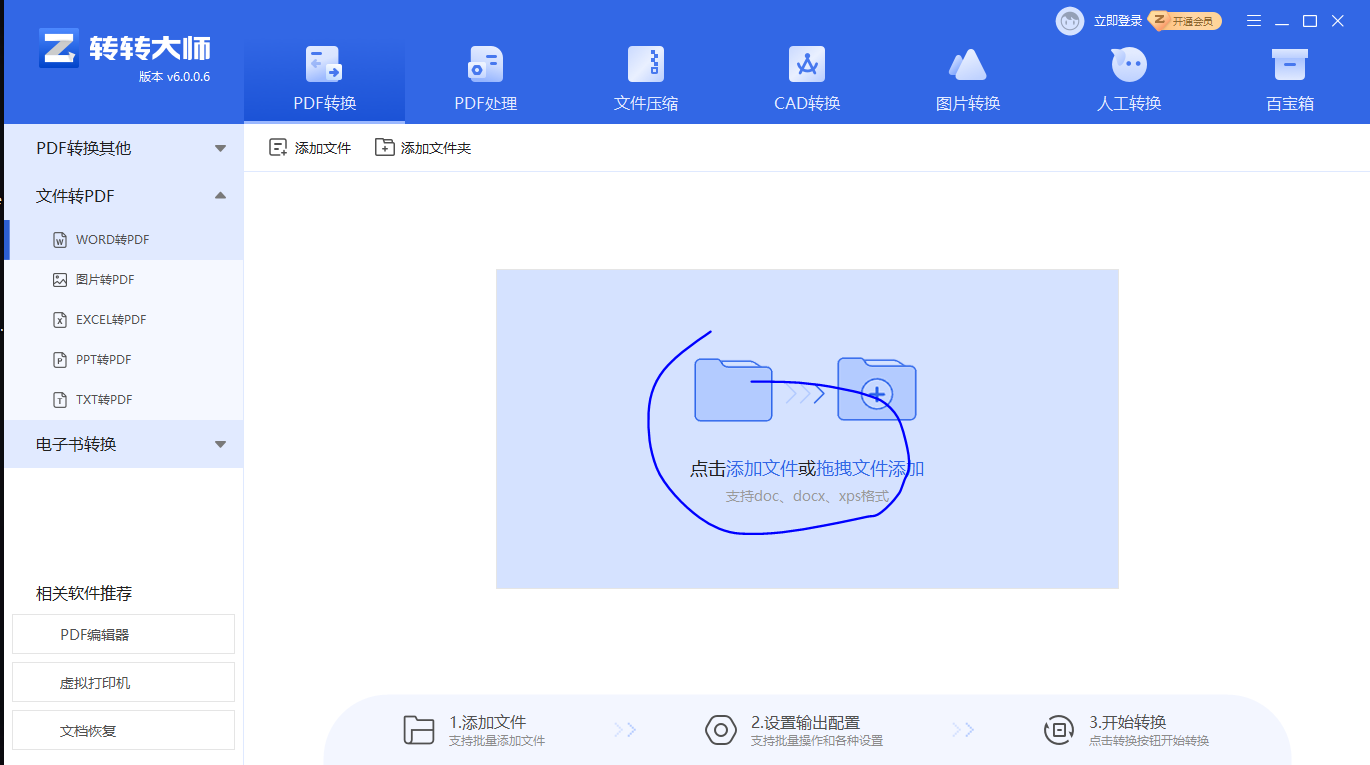 立即登录
开通会员
转转大师
版本 v6.0.0.6
PDF转换
PDF处理
文件压缩
CAD转换
图片转换
人工转换
百宝箱
PDF转换其他
添加文件
添加文件夹
文件转PDF
WORD转PDF
图片转PDF
EXCEL转PDF
PPT转PDF
TXT转PDF
电子书转换
点击添加文件或拖拽文件添加
支持doc、docx、xps格式
相关软件推荐
PDF编辑器
虚拟打印机
文档恢复
1.添加文件
支持批量添加文件
2.设置输出配置
支持批量操作和各种设置
3.开始转换
点击转换按钮开始转换